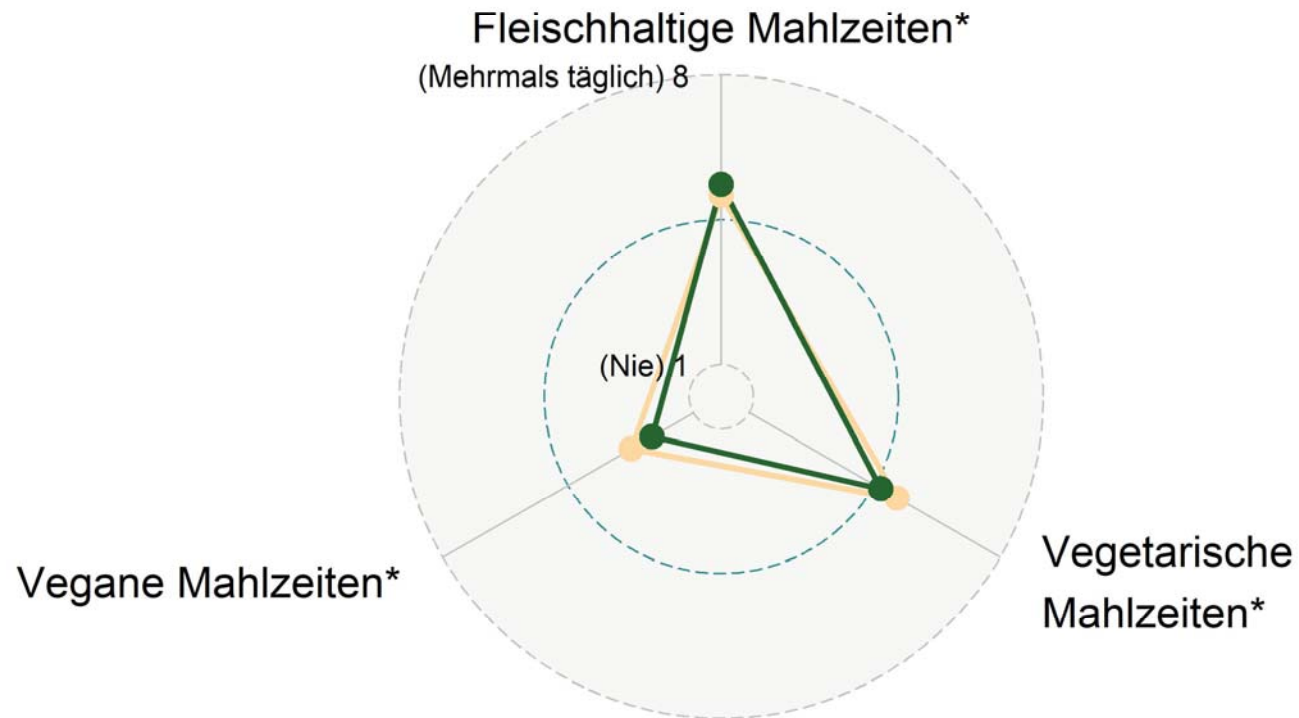 Fleischhaltige Mahlzeiten*
(Mehrmals täglich) 8
(Nie) 1
Vegane Mahlzeiten*
Vegetarische
Mahlzeiten*